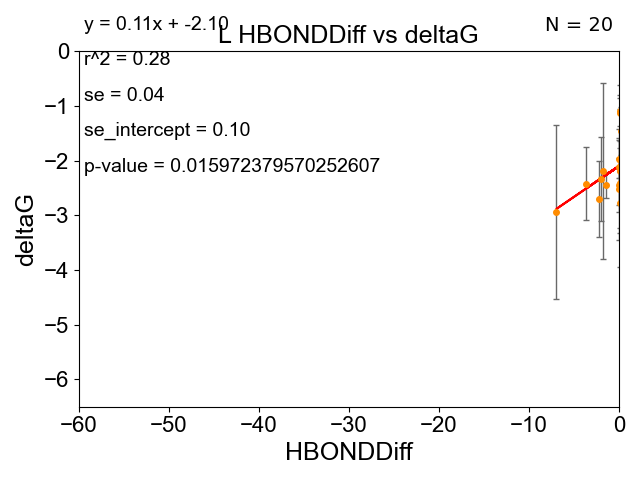 y = 0.11x + -2.10
N = 20
L HBONDDiff vs deltaG
r^2 = 0.28
se = 0.04
se_intercept = 0.10
p-value = 0.015972379570252607
0
−1
−2
−3
−4
−5
−6
deltaG
−60 −50 −40 −30 −20 −10 0
HBONDDiff